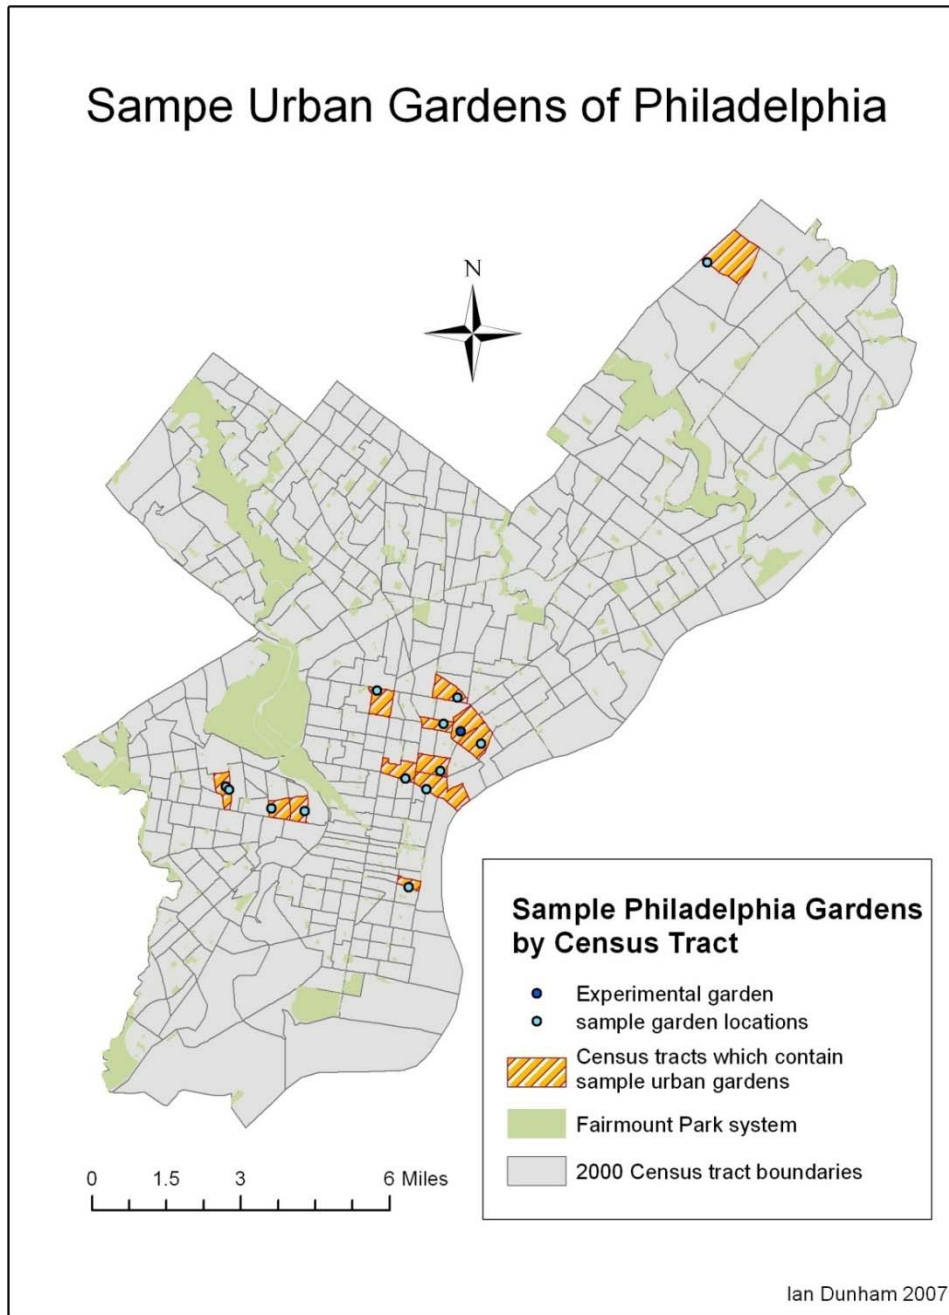 Sampe Urban Gardens of Philadelphia
N
Sample Philadelphia Gardens
by Census Tract
Experimental garden
sample garden locations
Census tracts which contain
sample urban gardens
Fairmount Park system
2000 Census tract boundaries
0 1.5 3 6 Miles
Ian Dunham 2007